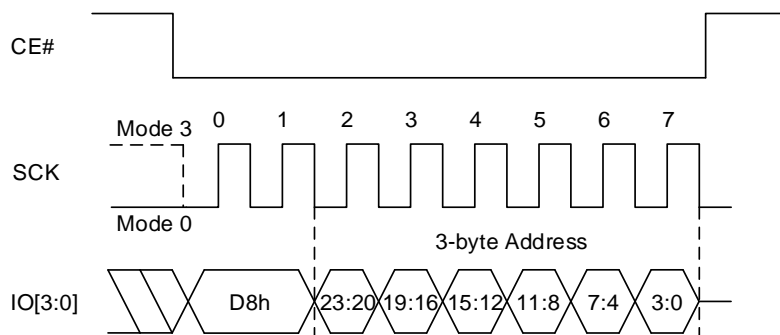 CE#
Mode 3
0 1 2 3 4 5 6 7
SCK
Mode 0
3-byte Address
IO[3:0]
D8h 23:20 19:16 15:12 11:8 7:4 3:0